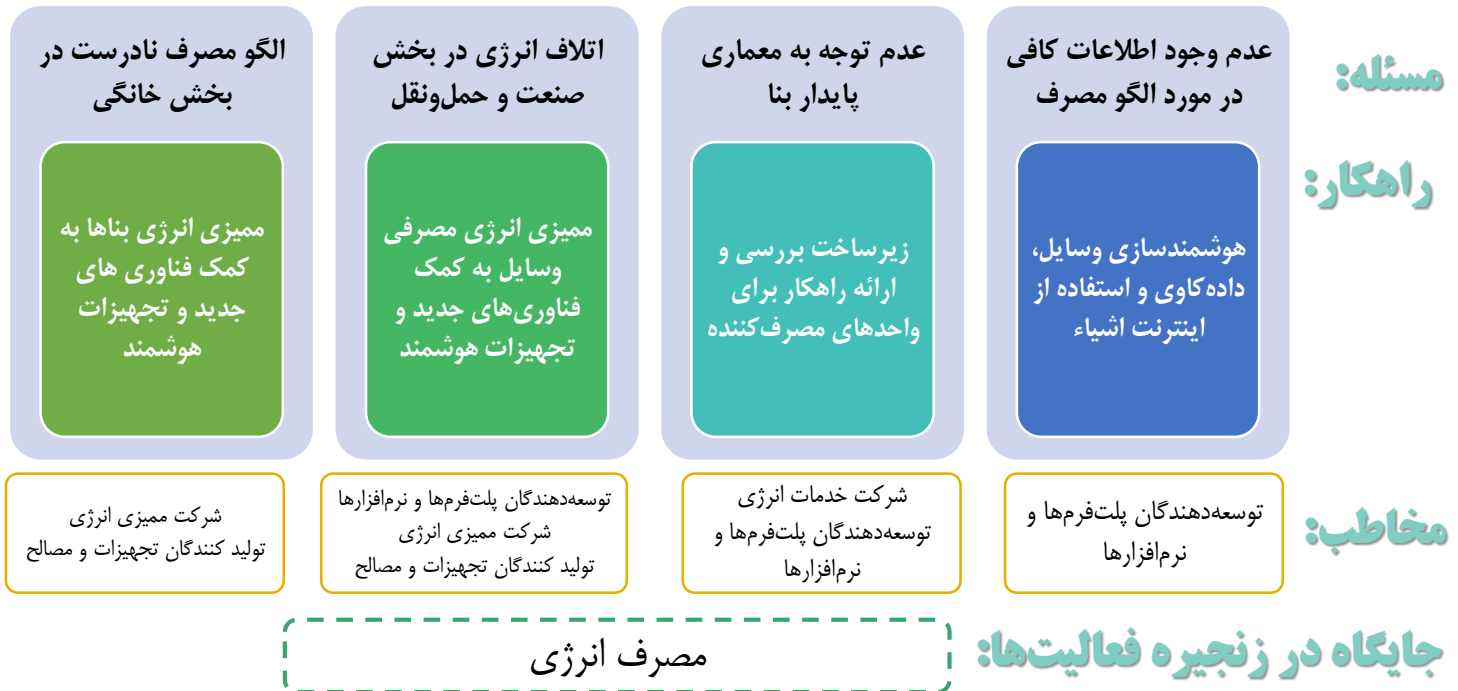 مسئله:
عدم وجود اطلاعات کافی
در مورد الگو مصرف
عدم توجه به معماری
پایدار بنا
اتلاف انرژی در بخش
صنعت و حمل‌ونقل
الگو مصرف نادرست در
بخش خانگی
راهکار:
هوشمندسازی وسایل،
داده‌کاوی و استفاده از
اینترنت اشیاء
زیرساخت بررسی و
ارائه راهکار برای
واحدهای مصرف‌کننده
ممیزی انرژی مصرفی
وسایل به کمک
فناوری‌های جدید و
تجهیزات هوشمند
ممیزی انرژی بناها به
کمک فناوری های
جدید و تجهیزات
هوشمند
مخاطب:
توسعه‌دهندگان پلت‌فرم‌ها و
نرم‌افزارها
شرکت خدمات انرژی
توسعه‌دهندگان پلت‌فرم‌ها و
نرم‌افزارها
توسعه‌دهندگان پلت‌فرم‌ها و نرم‌افزارها
شرکت ممیزی انرژی
تولید کنندگان تجهیزات و مصالح
شرکت ممیزی انرژی
تولید کنندگان تجهیزات و مصالح
جایگاه در زنجیره فعالیت‌ها:
مصرف انرژی